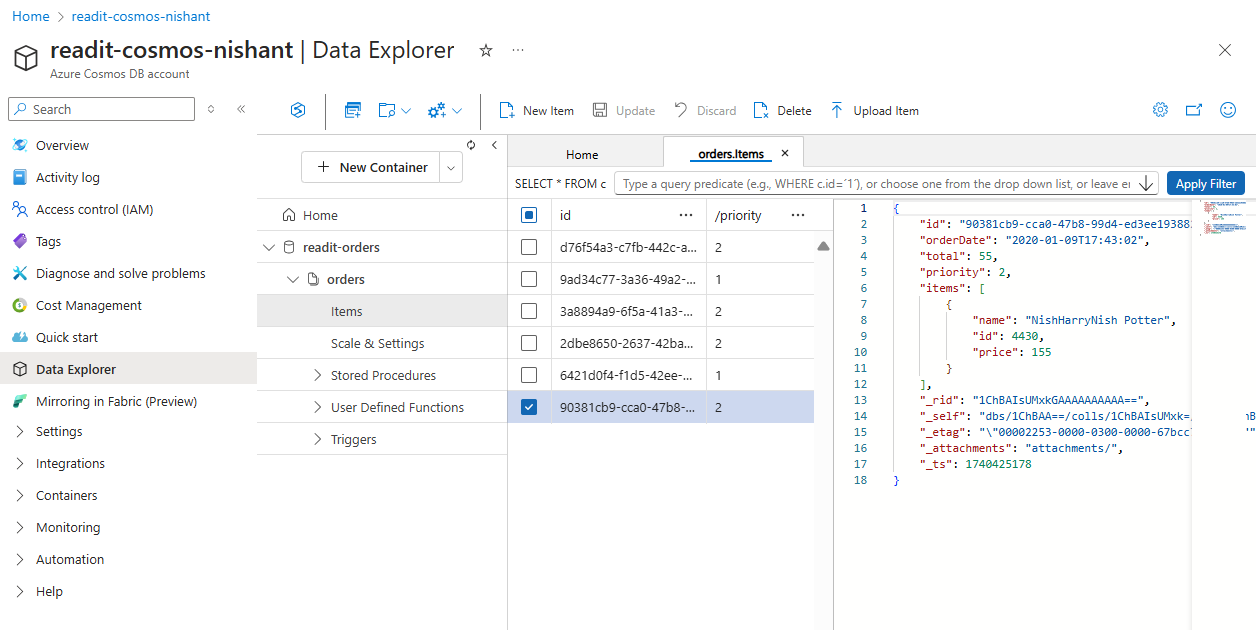 Home > readit-cosmos-nishant
readit-cosmos-nishant | Data Explorer
Azure Cosmos DB account
Search
Overview
Activity log
Access control (IAM)
Tags
Diagnose and solve problems
Cost Management
Quick start
Data Explorer
Mirroring in Fabric (Preview)
Settings
Integrations
Containers
Monitoring
Automation
Help
New Item Update Discard Delete Upload Item
New Container
Home
readit-orders
orders
Items
Scale & Settings
Stored Procedures
User Defined Functions
Triggers
Home orders.Items
SELECT * FROM c Type a query predicate (e.g., WHERE c.id=´1´), or choose one from the drop down list, or leave Apply Filter
id /priority
d76f54a3-c7fb-442c-a... 2
9ad34c77-3a36-49a2-... 1
3a8894a9-6f5a-41a3-... 2
2dbe8650-2637-42ba... 2
6421d0f4-f1d5-42ee-... 1
90381cb9-cca0-47b8-... 2
1 {
2 "id": "90381cb9-cca0-47b8-99d4-ed3ee19388
3 "orderDate": "2020-01-09T17:43:02",
4 "total": 55,
5 "priority": 2,
6 "items": [
7 {
8 "name": "NishHarryNish Potter",
9 "id": 4430,
10 "price": 155
11 }
12 ],
13 "_rid": "1ChBAIsUMxkGAAAAAAAAAA==",
14 "_self": "dbs/1ChBAA==/colls/1ChBAIsUMxk=
15 "_etag": "\"00002253-0000-0300-0000-67bcc
16 "_attachments": "attachments/",
17 "_ts": 1740425178
18 }